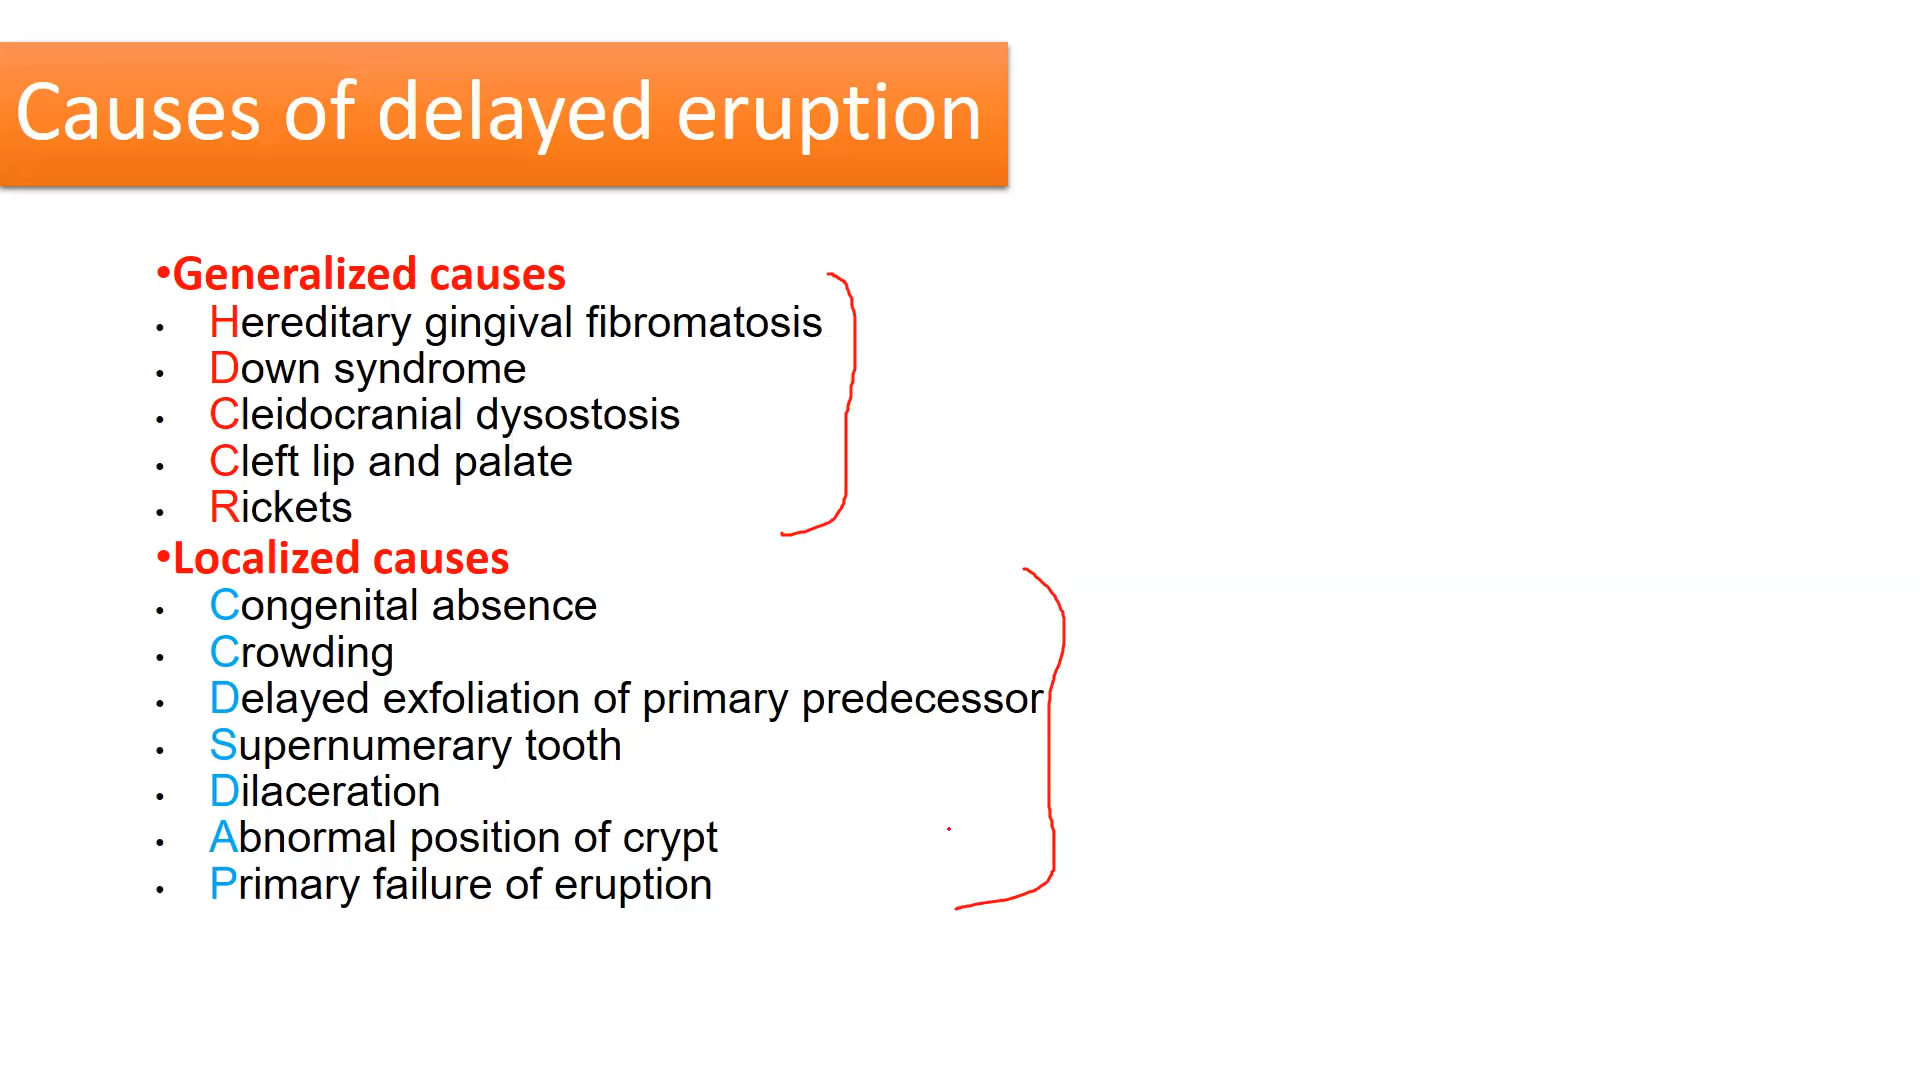 Causes of delayed eruption
•Generalized causes
• Hereditary gingival fibromatosis
• Down syndrome
• Cleidocranial dysostosis
• Cleft lip and palate
• Rickets
•Localized causes
• Congenital absence
• Crowding
• Delayed exfoliation of primary predecessor
• Supernumerary tooth
• Dilaceration
• Abnormal position of crypt
• Primary failure of eruption